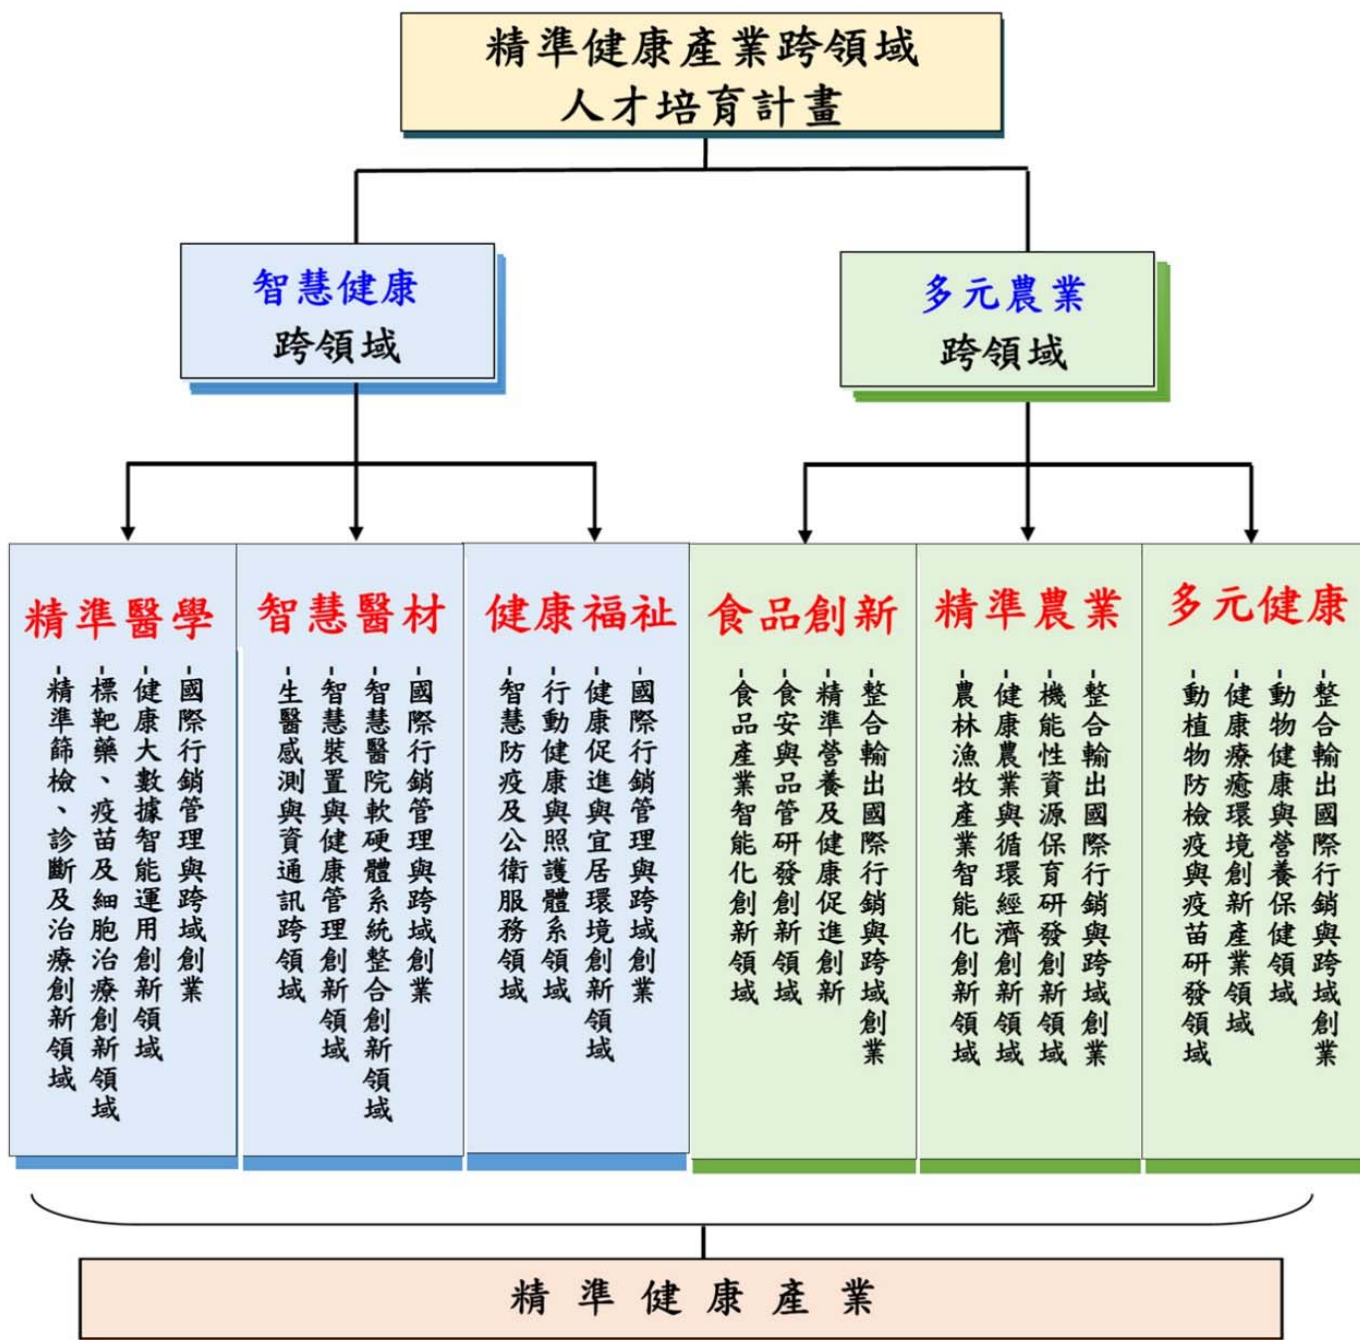 精準健康產業跨領域
人才培育計畫
智慧健康
跨領域
多元農業
跨領域
精準醫學
-精準篩檢、診斷及治療創新領域
-標靶藥、疫苗及細胞治療創新領域
-健康大數據智能運用創新領域
-國際行銷管理與跨域創業
智慧醫材
-生醫感測與資通訊跨領域
-智慧裝置與健康管理創新領域
-智慧醫院軟硬體系統整合創新領域
-國際行銷管理與跨域創業
健康福祉
-智慧防疫及公衛服務領域
-行動健康與照護體系領域
-健康促進與宜居環境創新領域
-國際行銷管理與跨域創業
食品創新
-食品產業智能化創新領域
-食安與品管研發創新領域
-精準營養及健康促進創新
-整合輸出國際行銷與跨域創業
精準農業
-農林漁牧產業智能化創新領域
-健康農業與循環經濟創新領域
-機能性資源保育研發創新領域
-整合輸出國際行銷與跨域創業
多元健康
-動植物防檢疫與疫苗研發領域
-健康療癒環境創新產業領域
-動物健康與營養保健領域
-整合輸出國際行銷與跨域創業
精準健康產業